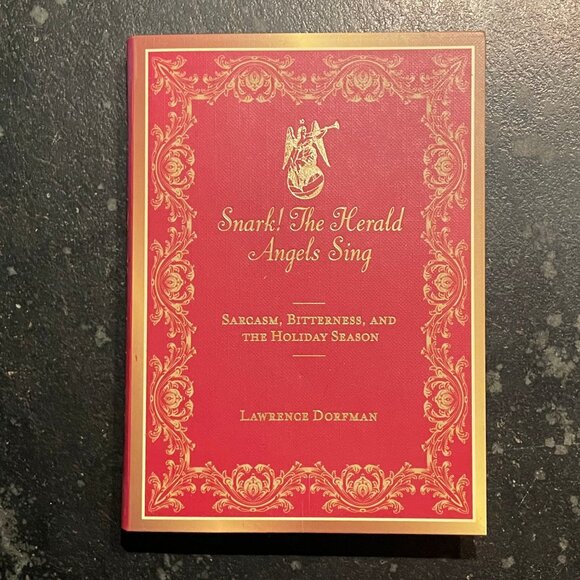 Snark! The Herald
Angels Sing
Sarcasm, Bitterness, and
the Holiday Season
Lawrence Dorfman